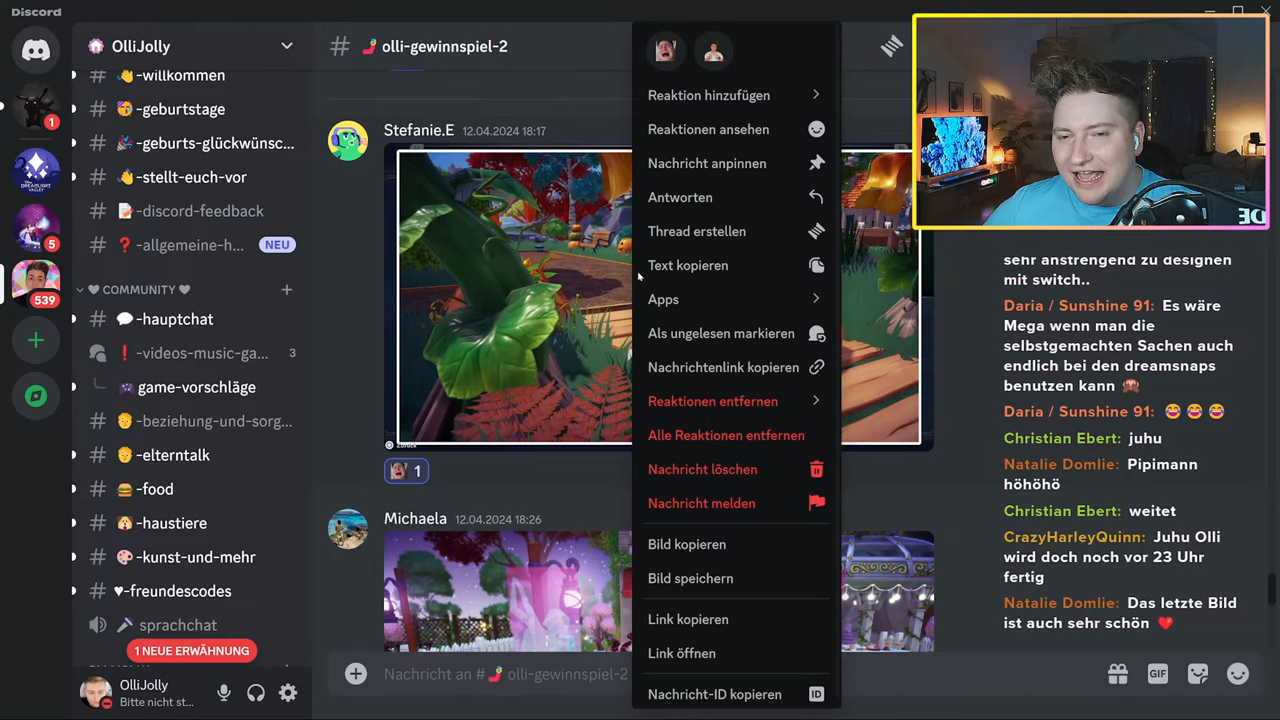 Discord
OlliJolly
-willkommen
-geburtstage
-geburts-glückwünsc...
-stellt-euch-vor
-discord-feedback
-allgemeine-h...
NEU
COMMUNITY
-hauptchat
-videos-music-ga...
3
game-vorschläge
-beziehung-und-sorg...
-elterntalk
-food
-haustiere
-kunst-und-mehr
-freundescodes
sprachchat
1 NEUE ERWÄHNUNG
OlliJolly
Bitte nicht st...
1
5
539
# olli-gewinnspiel-2
Stefanie.E 12.04.2024 18:17
Zurück
1
Michaela 12.04.2024 18:26
Nachricht an # olli-gewinnspiel-2
Reaktion hinzufügen
Reaktionen ansehen
Nachricht anpinnen
Antworten
Thread erstellen
Text kopieren
Apps
Als ungelesen markieren
Nachrichtenlink kopieren
Reaktionen entfernen
Alle Reaktionen entfernen
Nachricht löschen
Nachricht melden
Bild kopieren
Bild speichern
Link kopieren
Link öffnen
Nachricht-ID kopieren
ID
GIF
sehr anstrengend zu designen
mit switch..
Daria / Sunshine 91: Es wäre
Mega wenn man die
selbstgemachten Sachen auch
endlich bei den dreamsnaps
benutzen kann 🙈
Daria / Sunshine 91: 😂 😂 😂
Christian Ebert: juhu
Natalie Domlie: Pipimann
höhöhö
Christian Ebert: weitet
CrazyHarleyQuinn: Juhu Olli
wird doch noch vor 23 Uhr
fertig
Natalie Domlie: Das letzte Bild
ist auch sehr schön ❤️